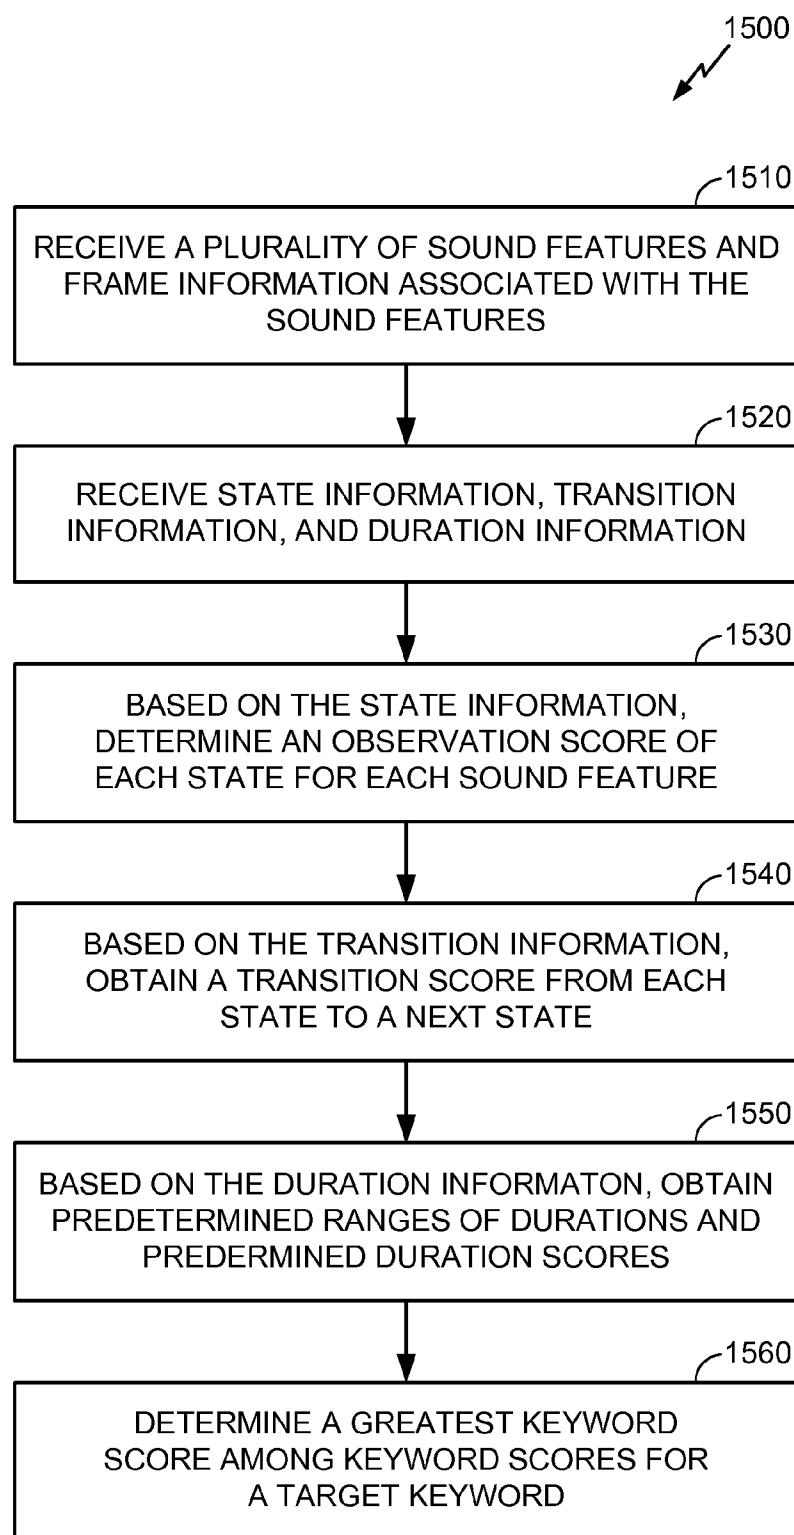 1500
1510
RECEIVE A PLURALITY OF SOUND FEATURES AND
FRAME INFORMATION ASSOCIATED WITH THE
SOUND FEATURES
1520
RECEIVE STATE INFORMATION, TRANSITION
INFORMATION, AND DURATION INFORMATION
1530
BASED ON THE STATE INFORMATION,
DETERMINE AN OBSERVATION SCORE OF
EACH STATE FOR EACH SOUND FEATURE
1540
BASED ON THE TRANSITION INFORMATION,
OBTAIN A TRANSITION SCORE FROM EACH
STATE TO A NEXT STATE
1550
BASED ON THE DURATION INFORMATON, OBTAIN
PREDETERMINED RANGES OF DURATIONS AND
PREDERMINED DURATION SCORES
1560
DETERMINE A GREATEST KEYWORD
SCORE AMONG KEYWORD SCORES FOR
A TARGET KEYWORD